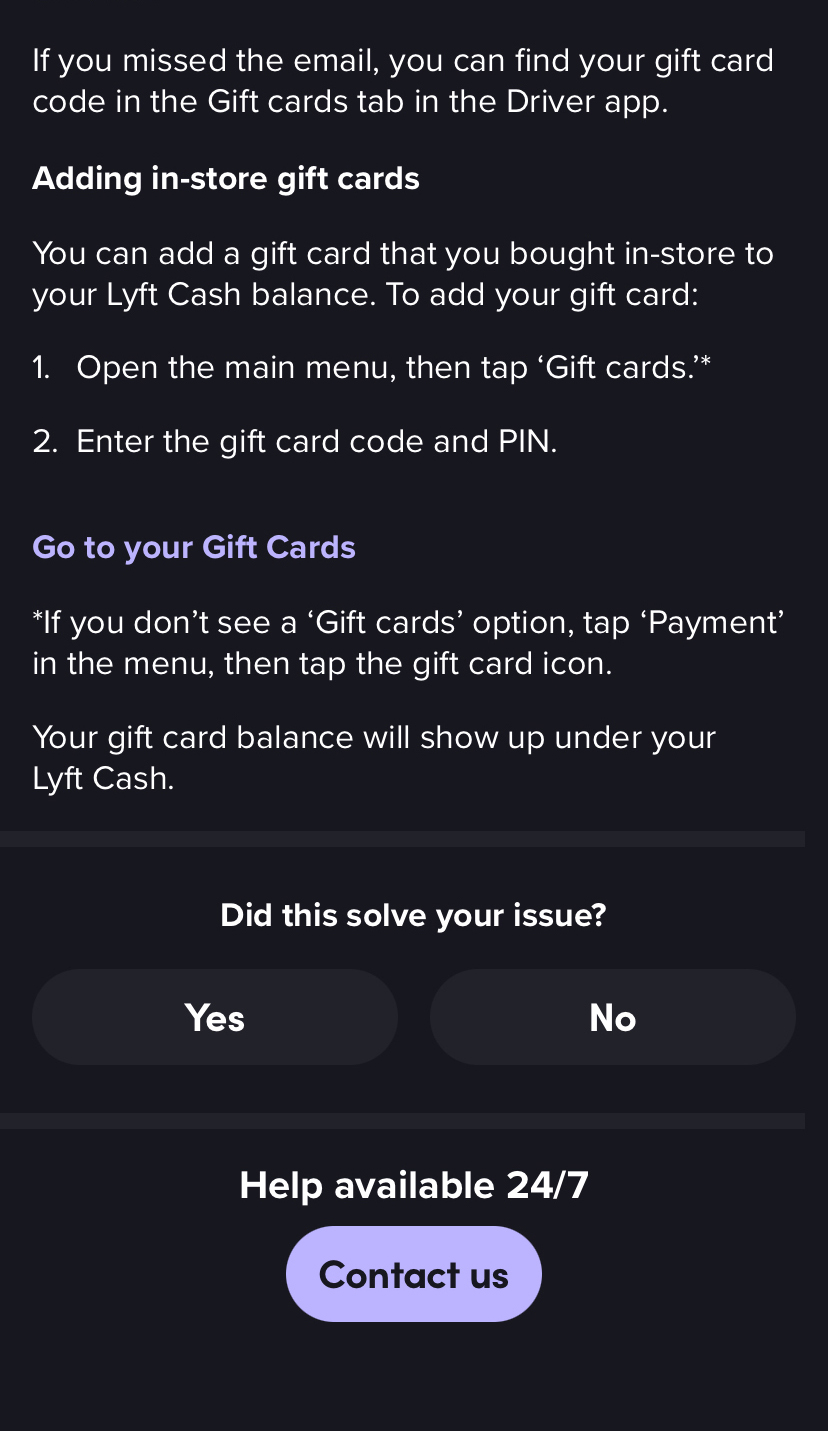 If you missed the email, you can find your gift card
code in the Gift cards tab in the Driver app.
Adding in-store gift cards
You can add a gift card that you bought in-store to
your Lyft Cash balance. To add your gift card:
1. Open the main menu, then tap ‘Gift cards.’*
2. Enter the gift card code and PIN.
Go to your Gift Cards
*If you don’t see a ‘Gift cards’ option, tap ‘Payment’
in the menu, then tap the gift card icon.
Your gift card balance will show up under your
Lyft Cash.
Did this solve your issue?
Yes
No
Help available 24/7
Contact us